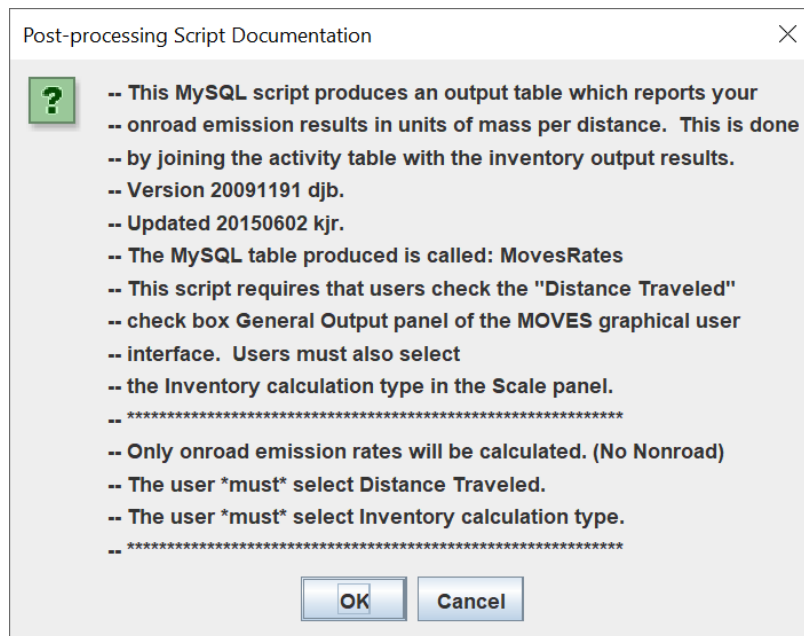 Post-processing Script Documentation
-- This MySQL script produces an output table which reports your
-- onroad emission results in units of mass per distance.  This is done
-- by joining the activity table with the inventory output results.
-- Version 20091191 djb.
-- Updated 20150602 kjr.
-- The MySQL table produced is called: MovesRates
-- This script requires that users check the "Distance Traveled"
-- check box General Output panel of the MOVES graphical user
-- interface.  Users must also select
-- the Inventory calculation type in the Scale panel.
-- **************************************************************
-- Only onroad emission rates will be calculated. (No Nonroad)
-- The user *must* select Distance Traveled.
-- The user *must* select Inventory calculation type.
-- **************************************************************
OK Cancel